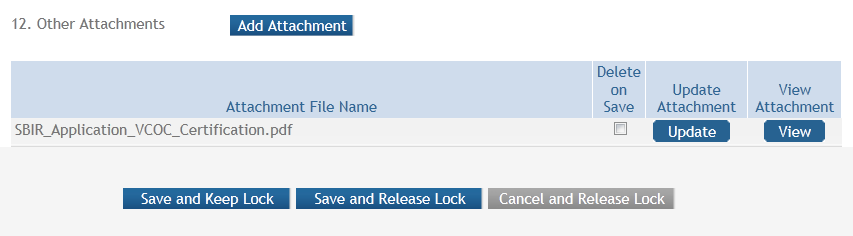 12. Other Attachments Add Attachment
Delete
on Update View
Attachment File Name Save Attachment Attachment
SBIR_Application_VCOC_Certification.pdf Update View
Save and Keep Lock Save and Release Lock Cancel and Release Lock